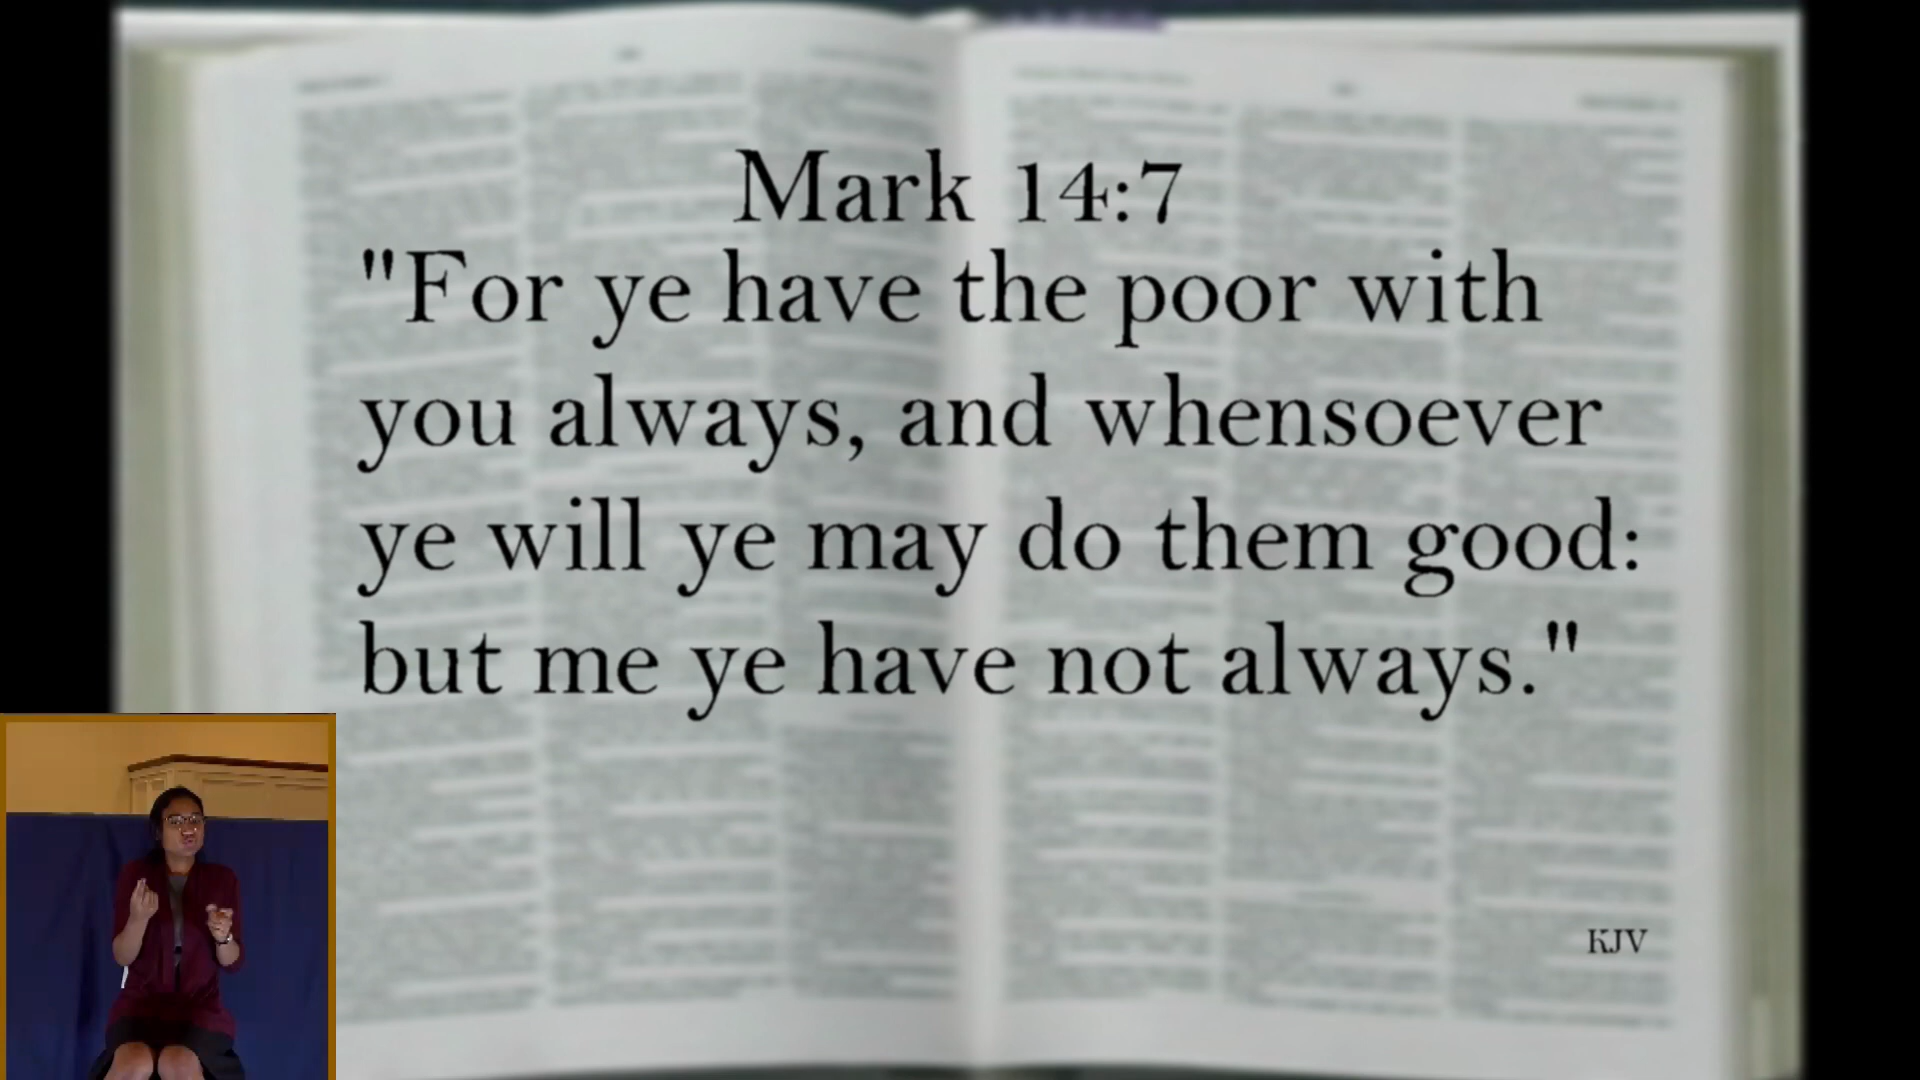 Mark 14:7
"For ye have the poor with
you always, and whensoever
ye will ye may do them good:
but me ye have not always."
KJV